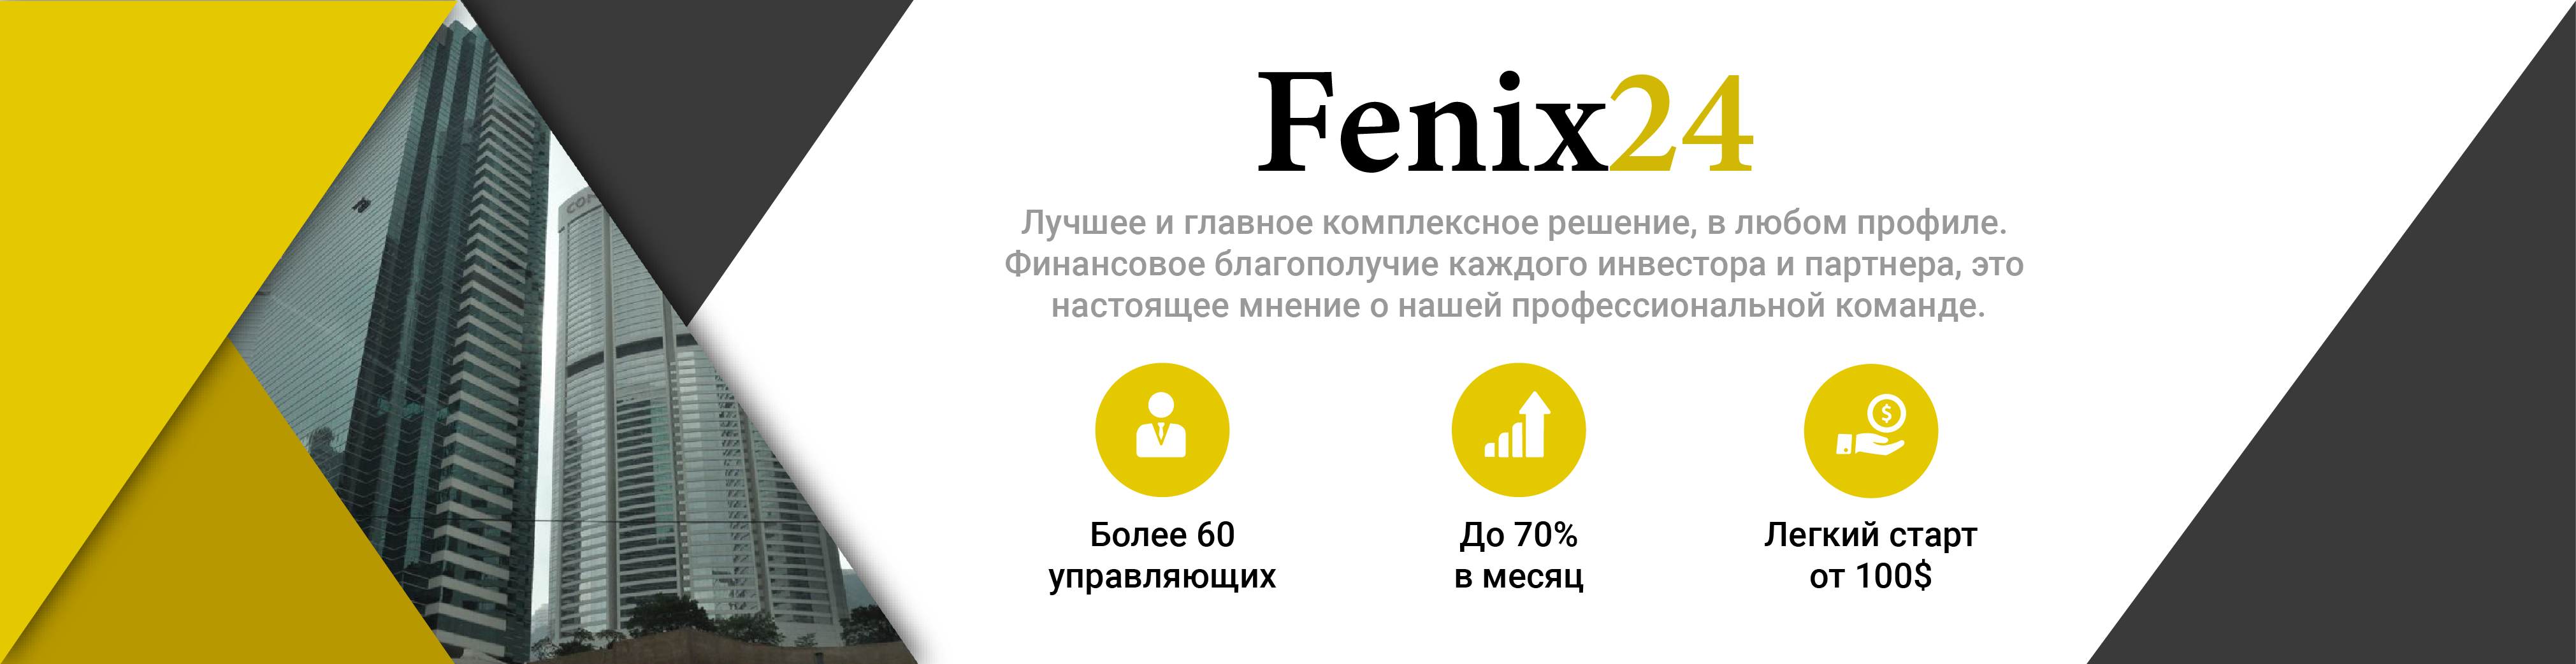 Fenix24
Лучшее и главное комплексное решение, в любом профиле.
Финансовое благополучие каждого инвестора и партнера, это
настоящее мнение о нашей профессиональной команде.
Более 60
управляющих
До 70%
в месяц
Легкий старт
от 100$